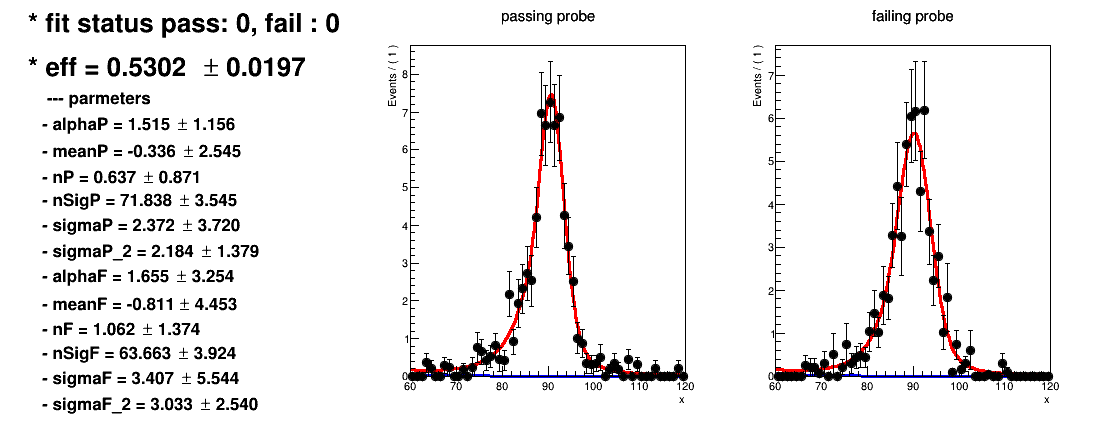 * fit status pass: 0, fail : 0
* eff = 0.5302 ± 0.0197
--- parmeters
- alphaP = 1.515 ± 1.156
- meanP = -0.336 ± 2.545
- nP = 0.637 ± 0.871
- nSigP = 71.838 ± 3.545
- sigmaP = 2.372 ± 3.720
- sigmaP_2 = 2.184 ± 1.379
- alphaF = 1.655 ± 3.254
- meanF = -0.811 ± 4.453
- nF = 1.062 ± 1.374
- nSigF = 63.663 ± 3.924
- sigmaF = 3.407 ± 5.544
- sigmaF_2 = 3.033 ± 2.540
passing probe
Events / ( 1 )
8
7
6
5
4
3
2
1
0
60 70 80 90 100 110 120
x
failing probe
Events / ( 1 )
7
6
5
4
3
2
1
0
60 70 80 90 100 110 120
x